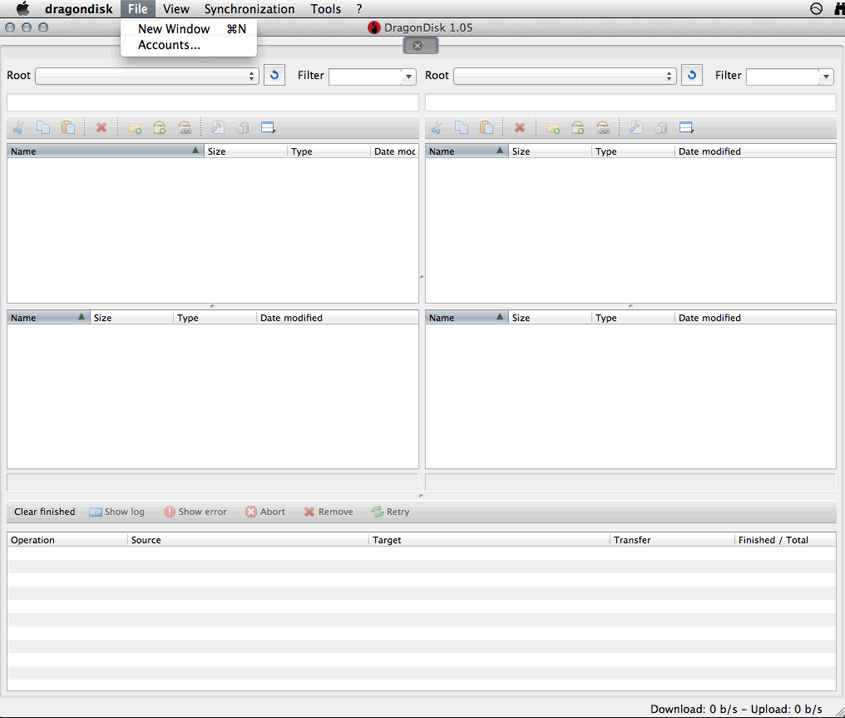 dragondisk File View Synchronization Tools ?
New Window ⌘N
Accounts...
DragonDisk 1.05
Root Filter Root Filter
Name Size Type Date moc Name Size Type Date modified
Name Size Type Date modified Name Size Type Date modified
Clear finished Show log Show error Abort Remove Retry
Operation Source Target Transfer Finished / Total
Download: 0 b/s - Upload: 0 b/s